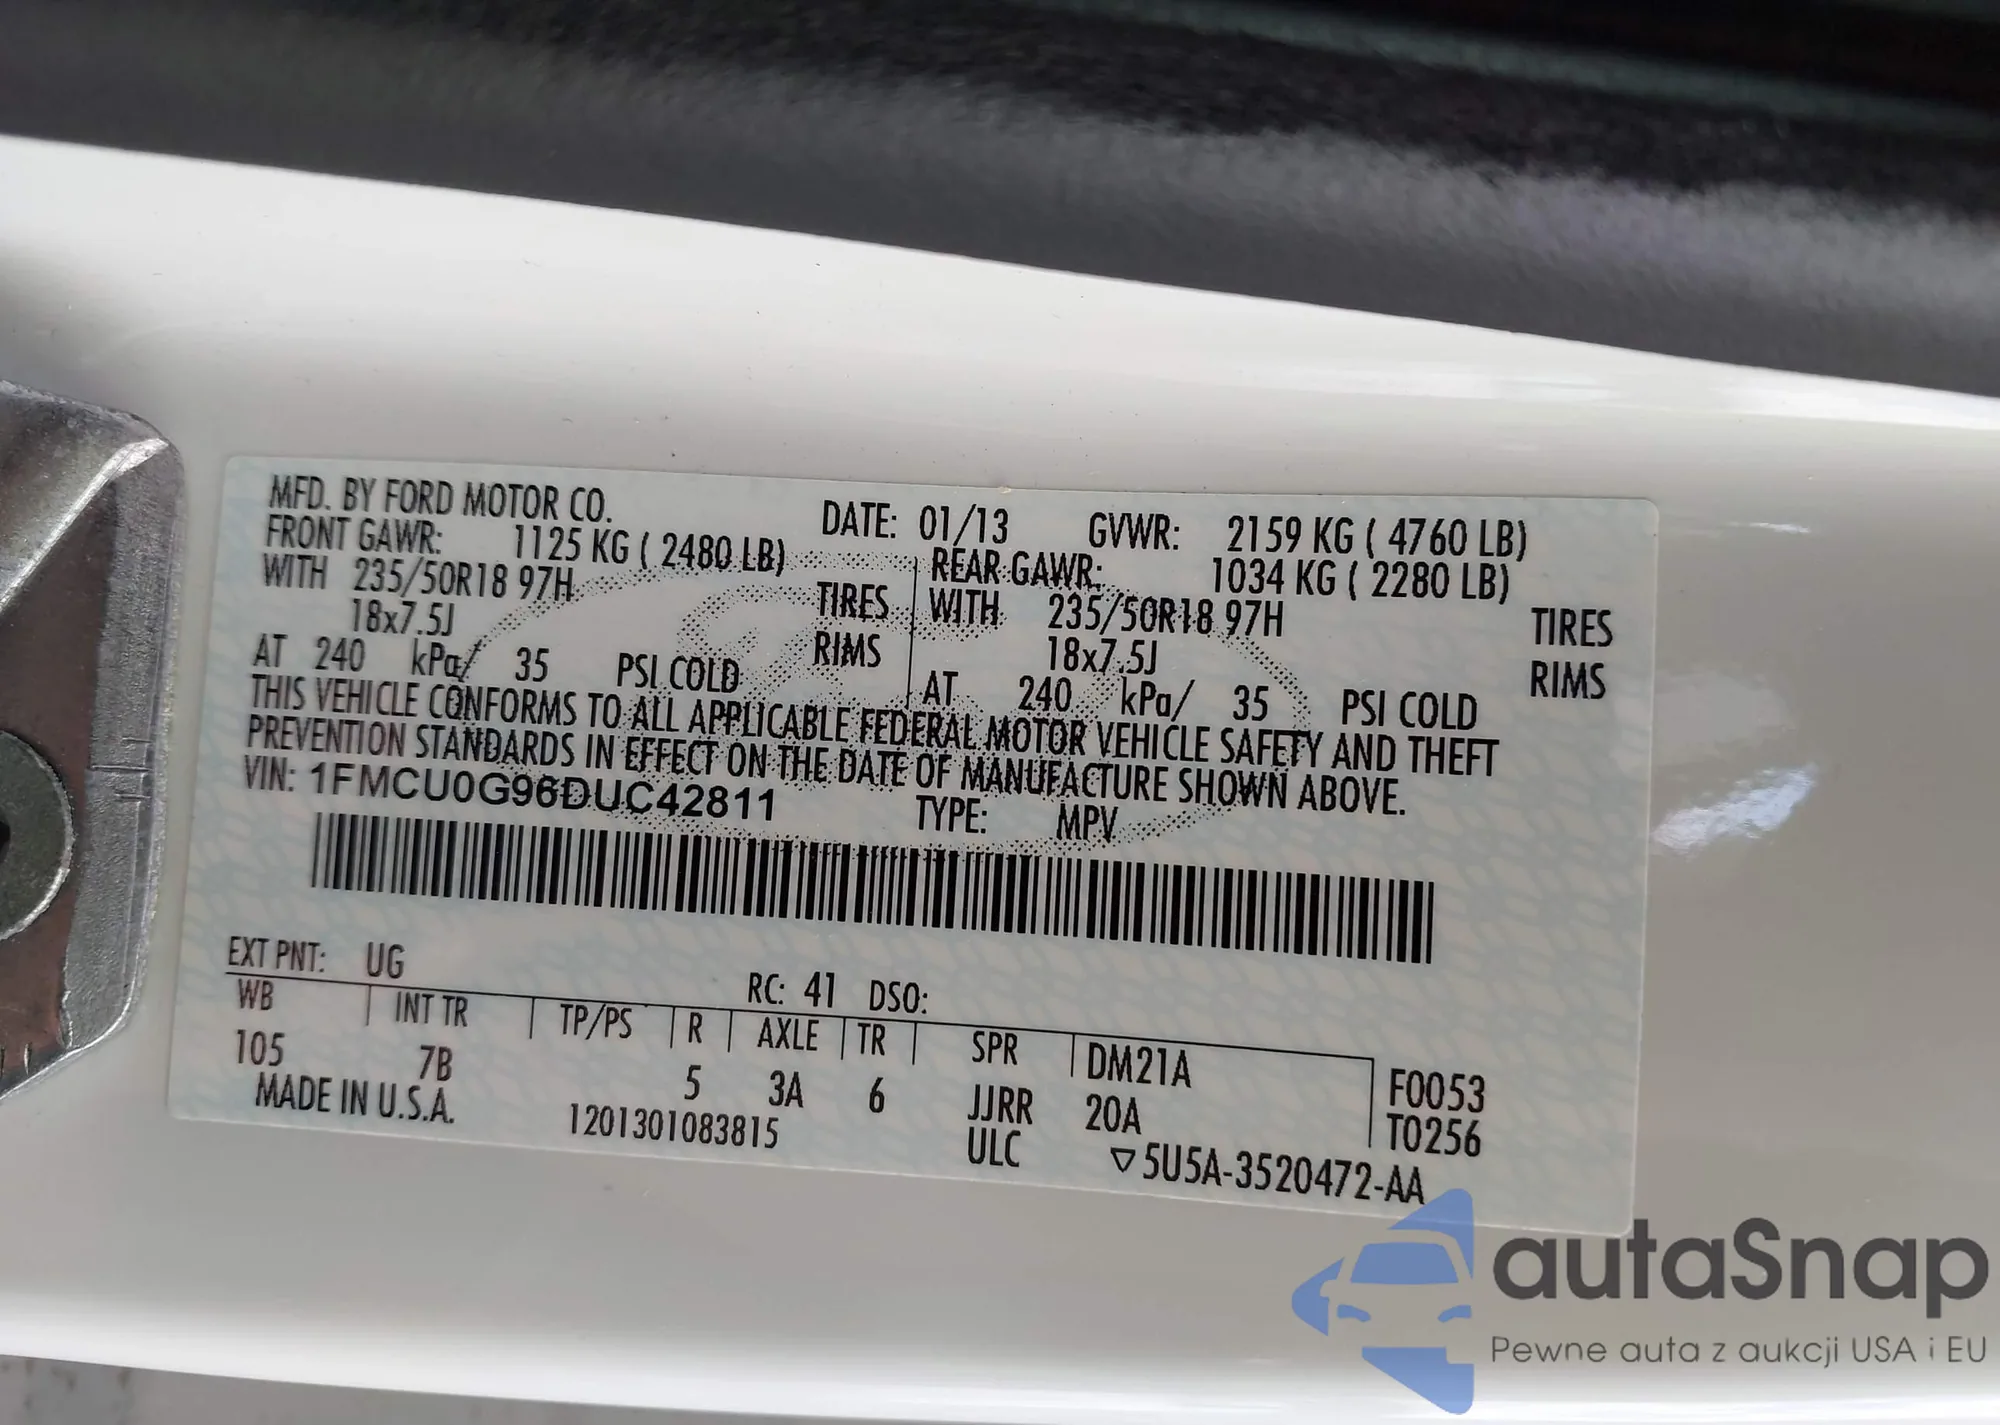 MFD. BY FORD MOTOR CO. DATE: 01/13 GVWR: 2159 KG ( 4760 LB)
FRONT GAWR: 1125 KG ( 2480 LB) REAR GAWR: 1034 KG ( 2280 LB)
WITH 235/50R18 97H TIRES WITH 235/50R18 97H TIRES
18x7.5J RIMS 18x7.5J RIMS
AT 240 kPa/ 35 PSI COLD AT 240 kPa/ 35 PSI COLD
THIS VEHICLE CONFORMS TO ALL APPLICABLE FEDERAL MOTOR VEHICLE SAFETY AND THEFT
PREVENTION STANDARDS IN EFFECT ON THE DATE OF MANUFACTURE SHOWN ABOVE.
VIN: 1FMCU0G96DUC42811 TYPE: MPV
EXT PNT: UG RC: 41 DSO:
WB INT TR TP/PS R AXLE TR SPR DM21A F0053
105 7B 5 3A 6 JJRR 20A T0256
MADE IN U.S.A. 1201301083815 ULC ▽5U5A-3520472-AA
autaSnap
Pewne auta z aukcji USA i EU